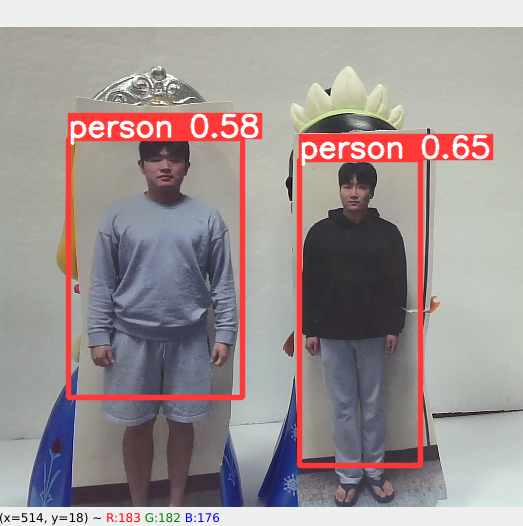 person 0.58
person 0.65
(x=514, y=18) ~ R:183 G:182 B:176